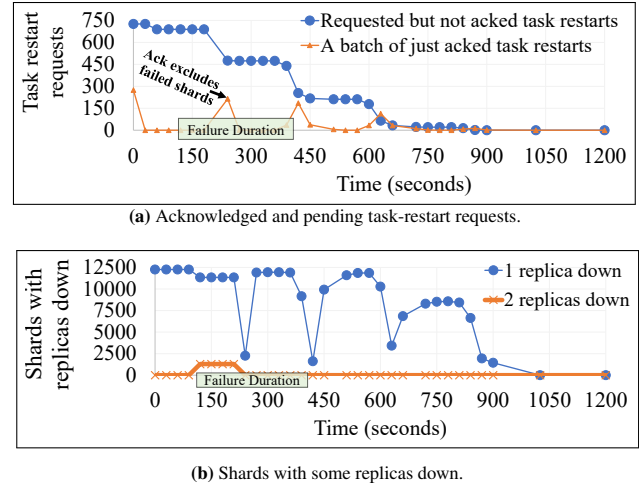 750
600
450
300
150
0
Task restart
requests
Requested but not acked task restarts
A batch of just acked task restarts
Ack excludes
failed shards
Failure Duration
0 150 300 450 600 750 900 1050 1200
Time (seconds)
(a) Acknowledged and pending task-restart requests.
12500
10000
7500
5000
2500
0
Shards with
replicas down
1 replica down
2 replicas down
Failure Duration
0 150 300 450 600 750 900 1050 1200
Time (seconds)
(b) Shards with some replicas down.